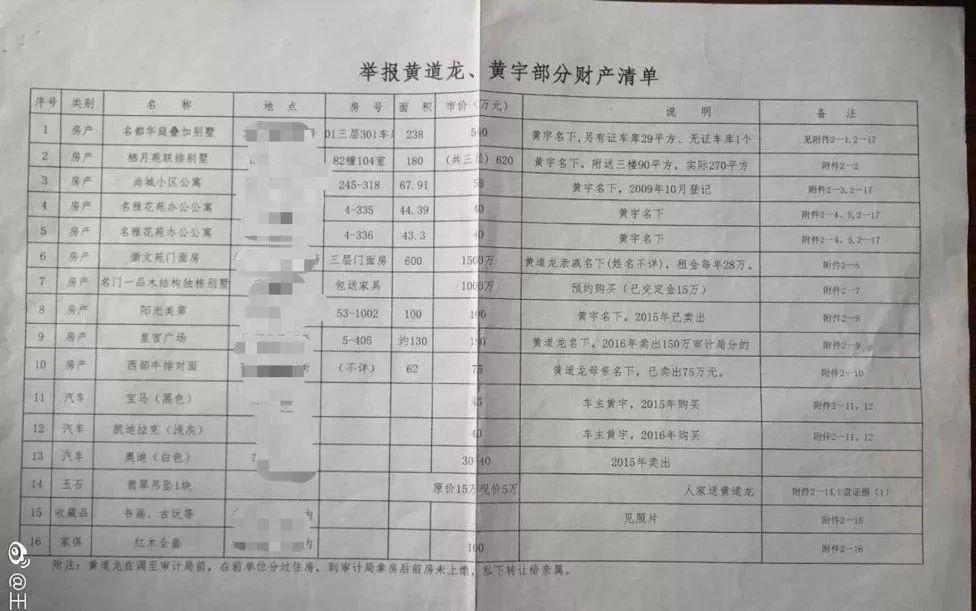 举报黄道龙、黄宇部分财产清单
序号 类别 名 称 地 点 房 号 面 积 市价(万元) 说 明 备 注
1 房产 名都华庭叠加别墅 01三层301车库 238 黄宇名下,另有证车库29平方、无证车库1个 见附件2-1,2-17
2 房产 栖月苑联排别墅 82幢104室 180 (共三层) 620 黄宇名下,附送三楼90平方,实际270平方 附件2-2
3 房产 尚城小区公寓 245-318 67.91 黄宇名下,2009年10月登记 附件2-3,2-17
4 房产 名雅花苑办公公寓 4-335 44.39 40 黄宇名下 附件2-4、5,2-17
5 房产 名雅花苑办公公寓 4-336 43.3 40 黄宇名下 附件2-4、5,2-17
6 房产 徽文苑门面房 号 三层门面房 600 1500万 黄道龙亲戚名下(姓名不详),租金每年28万。 附件2-6
7 房产 名门一品木结构独栋别墅 包送家具 1000万 预约购买(已交定金15万) 附件2-7
8 房产 阳光美第 53-1002 100 100 黄宇名下,2015年已卖出 附件2-8
9 房产 皇宫广场 5-405 约130 黄道龙名下,2016年卖出150万审计局分的 附件2-9
10 房产 西部牛排对面 街 (不详) 62 75 黄道龙母亲名下,已卖出75万元。 附件2-10
11 汽车 宝马(黑色) 车主黄宇,2015年购买 附件2-11,12
12 汽车 凯迪拉克(浅灰) 40 车主黄宇,2016年购买 附件2-11,12
13 汽车 奥迪(白色) 30-40 2015年卖出
14 玉石 翡翠吊坠1块 原价15万现价5万 人家送黄道龙 附件2-14,1盘证据(1)
15 收藏品 书画、古玩等 内 见照片 附件2-15
16 家俱 红木全套 内 100 附件2-16
附注:黄道龙在调至审计局前,在前单位分过住房,到审计局拿房后前房未上缴,私下转让给亲属。
@王